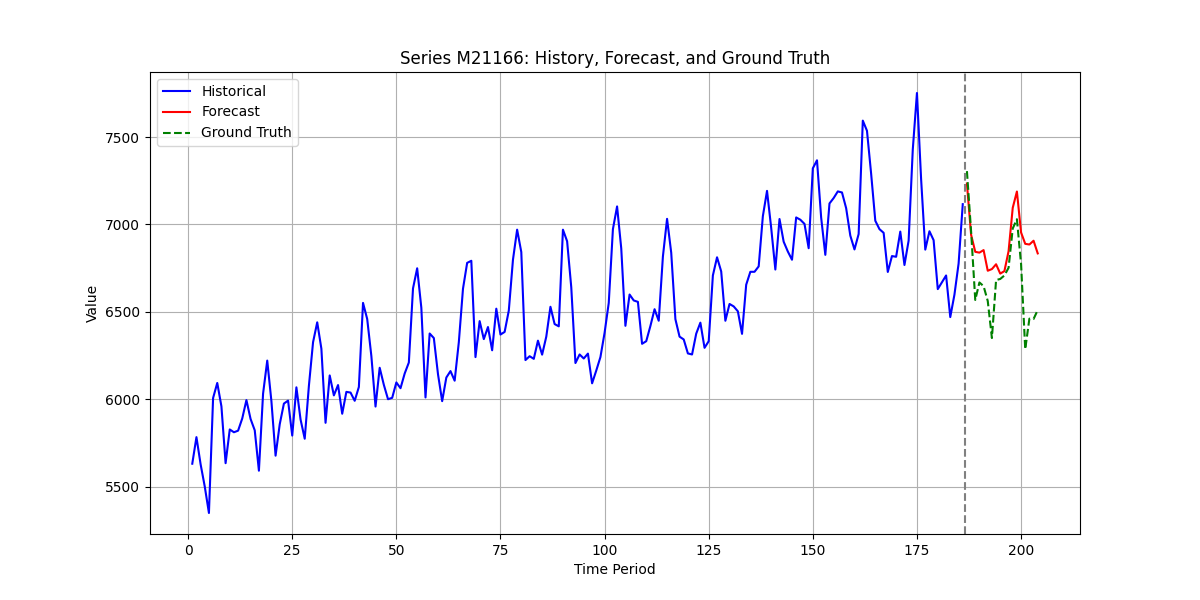 Series M21166: History, Forecast, and Ground Truth
Historical
Forecast
Ground Truth
7500
7000
6500
6000
5500
Value
0 25 50 75 100 125 150 175 200
Time Period